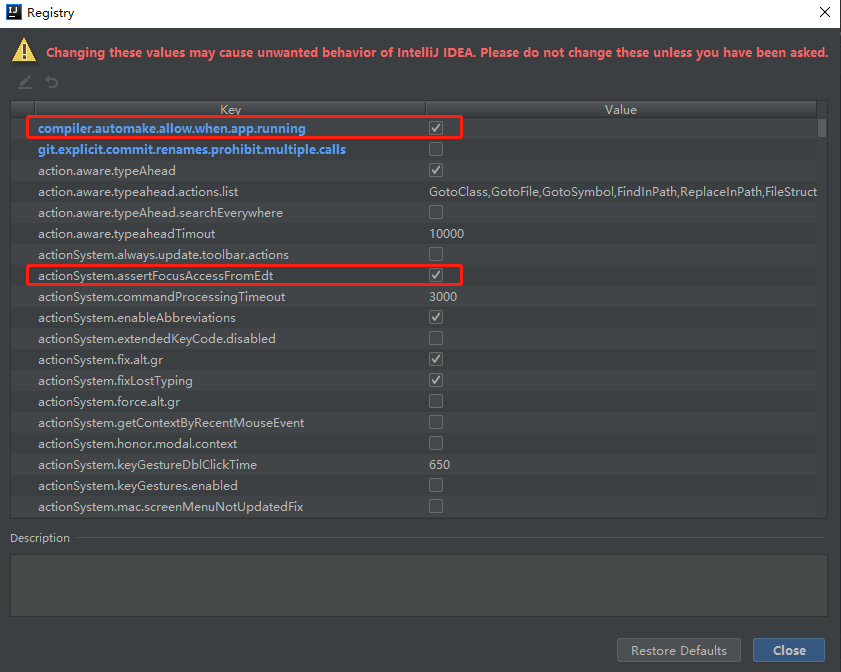 IJ Registry
Changing these values may cause unwanted behavior of IntelliJ IDEA. Please do not change these unless you have been asked.
Key Value
compiler.automake.allow.when.app.running
git.explicit.commit.renames.prohibit.multiple.calls
action.aware.typeAhead
action.aware.typeahead.actions.list GotoClass,GotoFile,GotoSymbol,FindInPath,ReplaceInPath,FileStruct
action.aware.typeAhead.searchEverywhere
action.aware.typeaheadTimout 10000
actionSystem.always.update.toolbar.actions
actionSystem.assertFocusAccessFromEdt
actionSystem.commandProcessingTimeout 3000
actionSystem.enableAbbreviations
actionSystem.extendedKeyCode.disabled
actionSystem.fix.alt.gr
actionSystem.fixLostTyping
actionSystem.force.alt.gr
actionSystem.getContextByRecentMouseEvent
actionSystem.honor.modal.context
actionSystem.keyGestureDblClickTime 650
actionSystem.keyGestures.enabled
actionSystem.mac.screenMenuNotUpdatedFix
Description
Restore Defaults Close